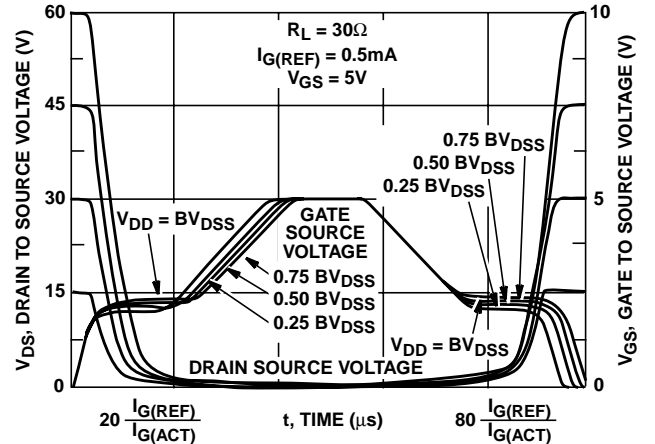 60
45
30
15
0
V_DS, DRAIN TO SOURCE VOLTAGE (V)
10
5
0
V_GS, GATE TO SOURCE VOLTAGE (V)
R_L = 30Ω
I_G(REF) = 0.5mA
V_GS = 5V
0.75 BV_DSS
0.50 BV_DSS
0.25 BV_DSS
V_DD = BV_DSS
GATE
SOURCE
VOLTAGE
0.75 BV_DSS
0.50 BV_DSS
0.25 BV_DSS
V_DD = BV_DSS
DRAIN SOURCE VOLTAGE
20 I_G(REF)
I_G(ACT)
t, TIME (μs)
80 I_G(REF)
I_G(ACT)